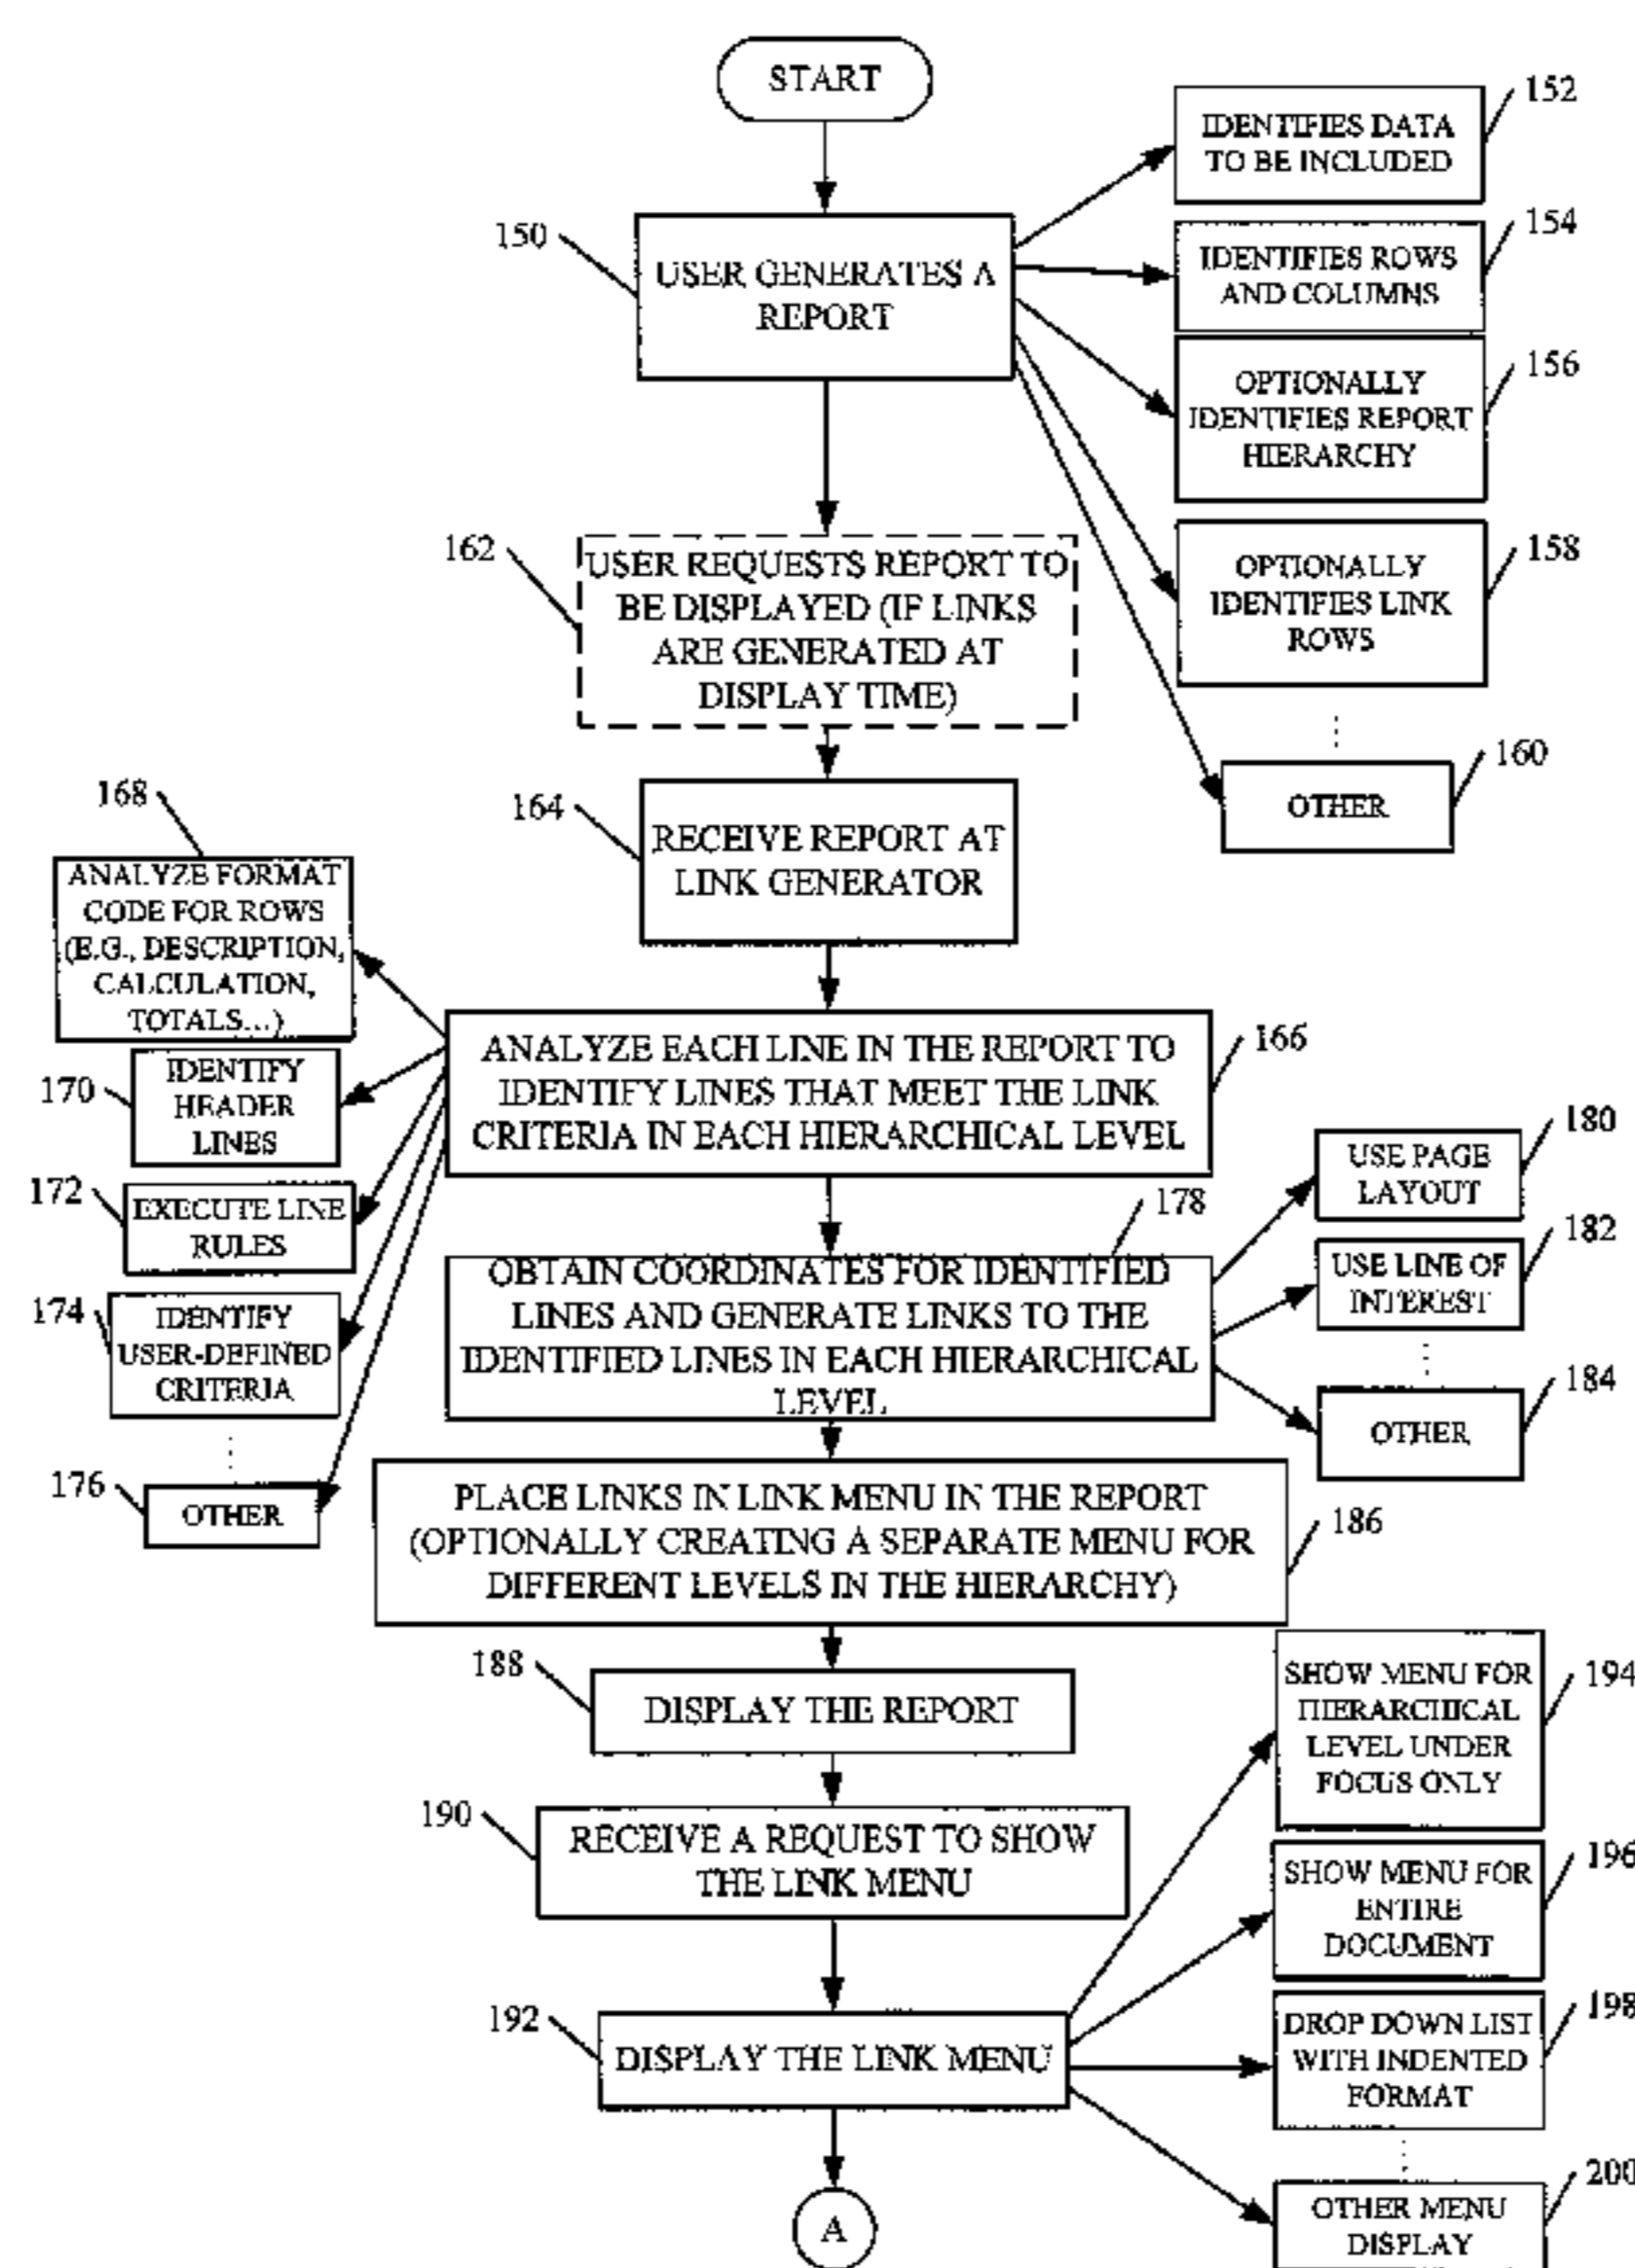 START
152
IDENTIFIES DATA
TO BE INCLUDED
150
USER GENERATES A
REPORT
154
IDENTIFIES ROWS
AND COLUMNS
156
OPTIONALLY
IDENTIFIES REPORT
HIERARCHY
158
OPTIONALLY
IDENTIFIES LINK
ROWS
160
OTHER
162
USER REQUESTS REPORT TO
BE DISPLAYED (IF LINKS
ARE GENERATED AT
DISPLAY TIME)
164
RECEIVE REPORT AT
LINK GENERATOR
168
ANALYZE FORMAT
CODE FOR ROWS
(E.G., DESCRIPTION,
CALCULATION,
TOTALS...)
166
ANALYZE EACH LINE IN THE REPORT TO
IDENTIFY LINES THAT MEET THE LINK
CRITERIA IN EACH HIERARCHICAL LEVEL
170
IDENTIFY
HEADER
LINES
172
EXECUTE LINE
RULES
174
IDENTIFY
USER-DEFINED
CRITERIA
176
OTHER
178
OBTAIN COORDINATES FOR IDENTIFIED
LINES AND GENERATE LINKS TO THE
IDENTIFIED LINES IN EACH HIERARCHICAL
LEVEL
180
USE PAGE
LAYOUT
182
USE LINE OF
INTEREST
184
OTHER
186
PLACE LINKS IN LINK MENU IN THE REPORT
(OPTIONALLY CREATING A SEPARATE MENU FOR
DIFFERENT LEVELS IN THE HIERARCHY)
188
DISPLAY THE REPORT
190
RECEIVE A REQUEST TO SHOW
THE LINK MENU
192
DISPLAY THE LINK MENU
194
SHOW MENU FOR
HIERARCHICAL
LEVEL UNDER
FOCUS ONLY
196
SHOW MENU FOR
ENTIRE
DOCUMENT
198
DROP DOWN LIST
WITH INDENTED
FORMAT
200
OTHER MENU
DISPLAY
A